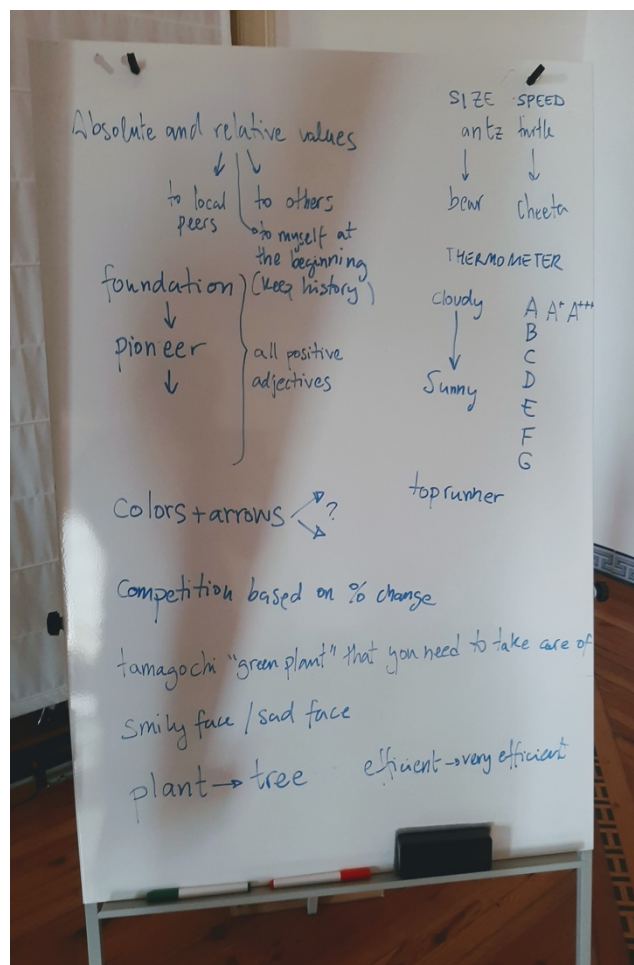 Absolute and relative values
to local
peers
to others
to myself at
the beginning
(keep history)
foundation
pioneer
all positive
adjectives
SIZE SPEED
antz turtle
bear cheeta
THERMOMETER
cloudy
Sunny
A A+ A+++
B
C
D
E
F
G
top runner
colors+arrows ?
Competition based on % change
tamagochi "green plant" that you need to take care of
smily face / sad face
plant → tree
efficient → very efficient